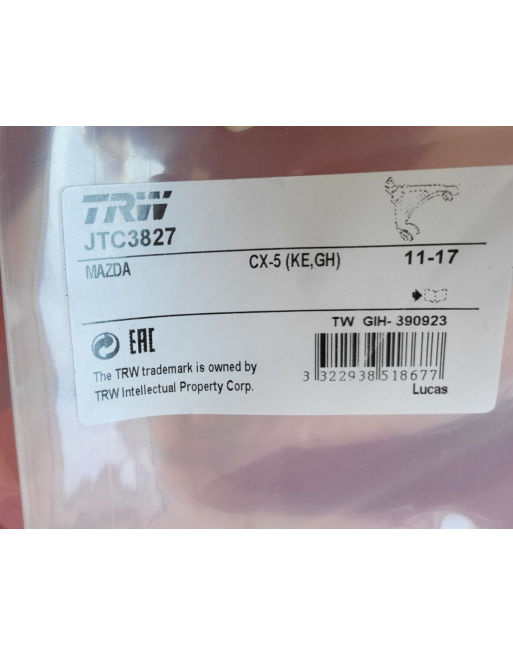 TRW
JTC3827
MAZDA CX-5 (KE,GH) 11-17
TW GIH- 390923
EAC
The TRW trademark is owned by
TRW Intellectual Property Corp.
3 322938 518677
Lucas